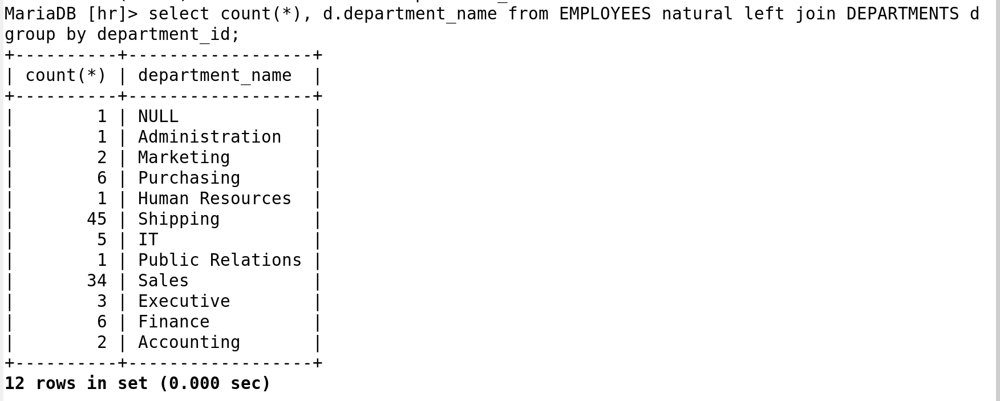 MariaDB [hr]> select count(*), d.department_name from EMPLOYEES natural left join DEPARTMENTS d
group by department_id;
+----------+------------------+
| count(*) | department_name  |
+----------+------------------+
|        1 | NULL             |
|        1 | Administration   |
|        2 | Marketing        |
|        6 | Purchasing       |
|        1 | Human Resources  |
|       45 | Shipping         |
|        5 | IT               |
|        1 | Public Relations |
|       34 | Sales            |
|        3 | Executive        |
|        6 | Finance          |
|        2 | Accounting       |
+----------+------------------+
12 rows in set (0.000 sec)